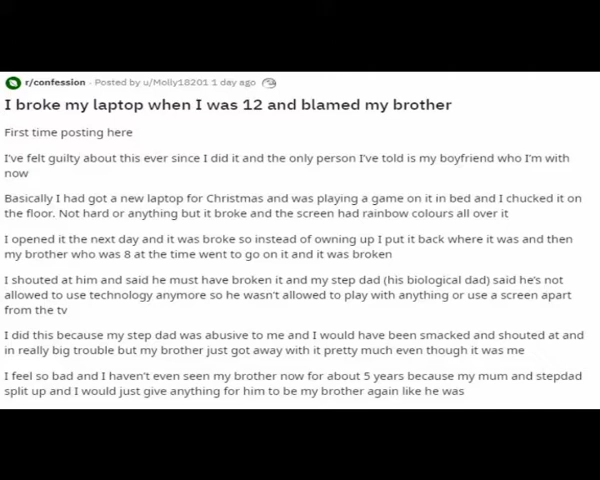 r/confession · Posted by u/Molly18201 1 day ago
I broke my laptop when I was 12 and blamed my brother
First time posting here
I've felt guilty about this ever since I did it and the only person I've told is my boyfriend who I'm with
now
Basically I had got a new laptop for Christmas and was playing a game on it in bed and I chucked it on
the floor. Not hard or anything but it broke and the screen had rainbow colours all over it
I opened it the next day and it was broke so instead of owning up I put it back where it was and then
my brother who was 8 at the time went to go on it and it was broken
I shouted at him and said he must have broken it and my step dad (his biological dad) said he's not
allowed to use technology anymore so he wasn't allowed to play with anything or use a screen apart
from the tv
I did this because my step dad was abusive to me and I would have been smacked and shouted at and
in really big trouble but my brother just got away with it pretty much even though it was me
I feel so bad and I haven't even seen my brother now for about 5 years because my mum and stepdad
split up and I would just give anything for him to be my brother again like he was